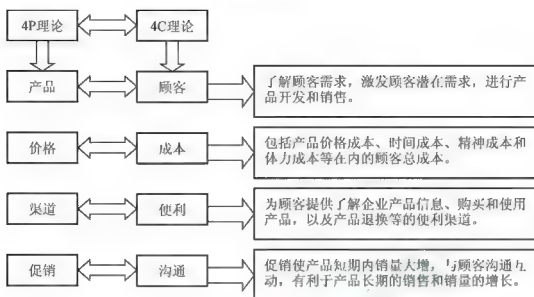 4P理论 4C理论
产品 顾客 了解顾客需求，激发顾客潜在需求，进行产
品开发和销售。
价格 成本 包括产品价格成本、时间成本、精神成本和
体力成本等在内的顾客总成本。
渠道 便利 为顾客提供了解企业产品信息、购买和使用
产品，以及产品退换等的便利渠道。
促销 沟通 促销使产品短期内销量大增，与顾客沟通互
动，有利于产品长期的销售和销量的增长。